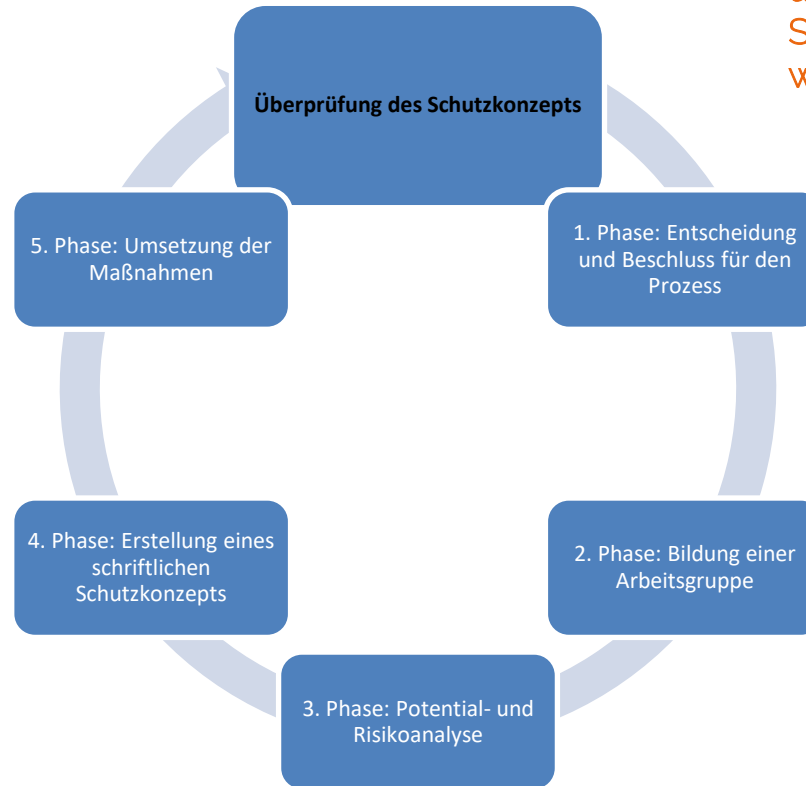 S
Überprüfung des Schutzkonzepts
1. Phase: Entscheidung
und Beschluss für den
Prozess
2. Phase: Bildung einer
Arbeitsgruppe
3. Phase: Potential- und
Risikoanalyse
4. Phase: Erstellung eines
schriftlichen
Schutzkonzepts
5. Phase: Umsetzung der
Maßnahmen